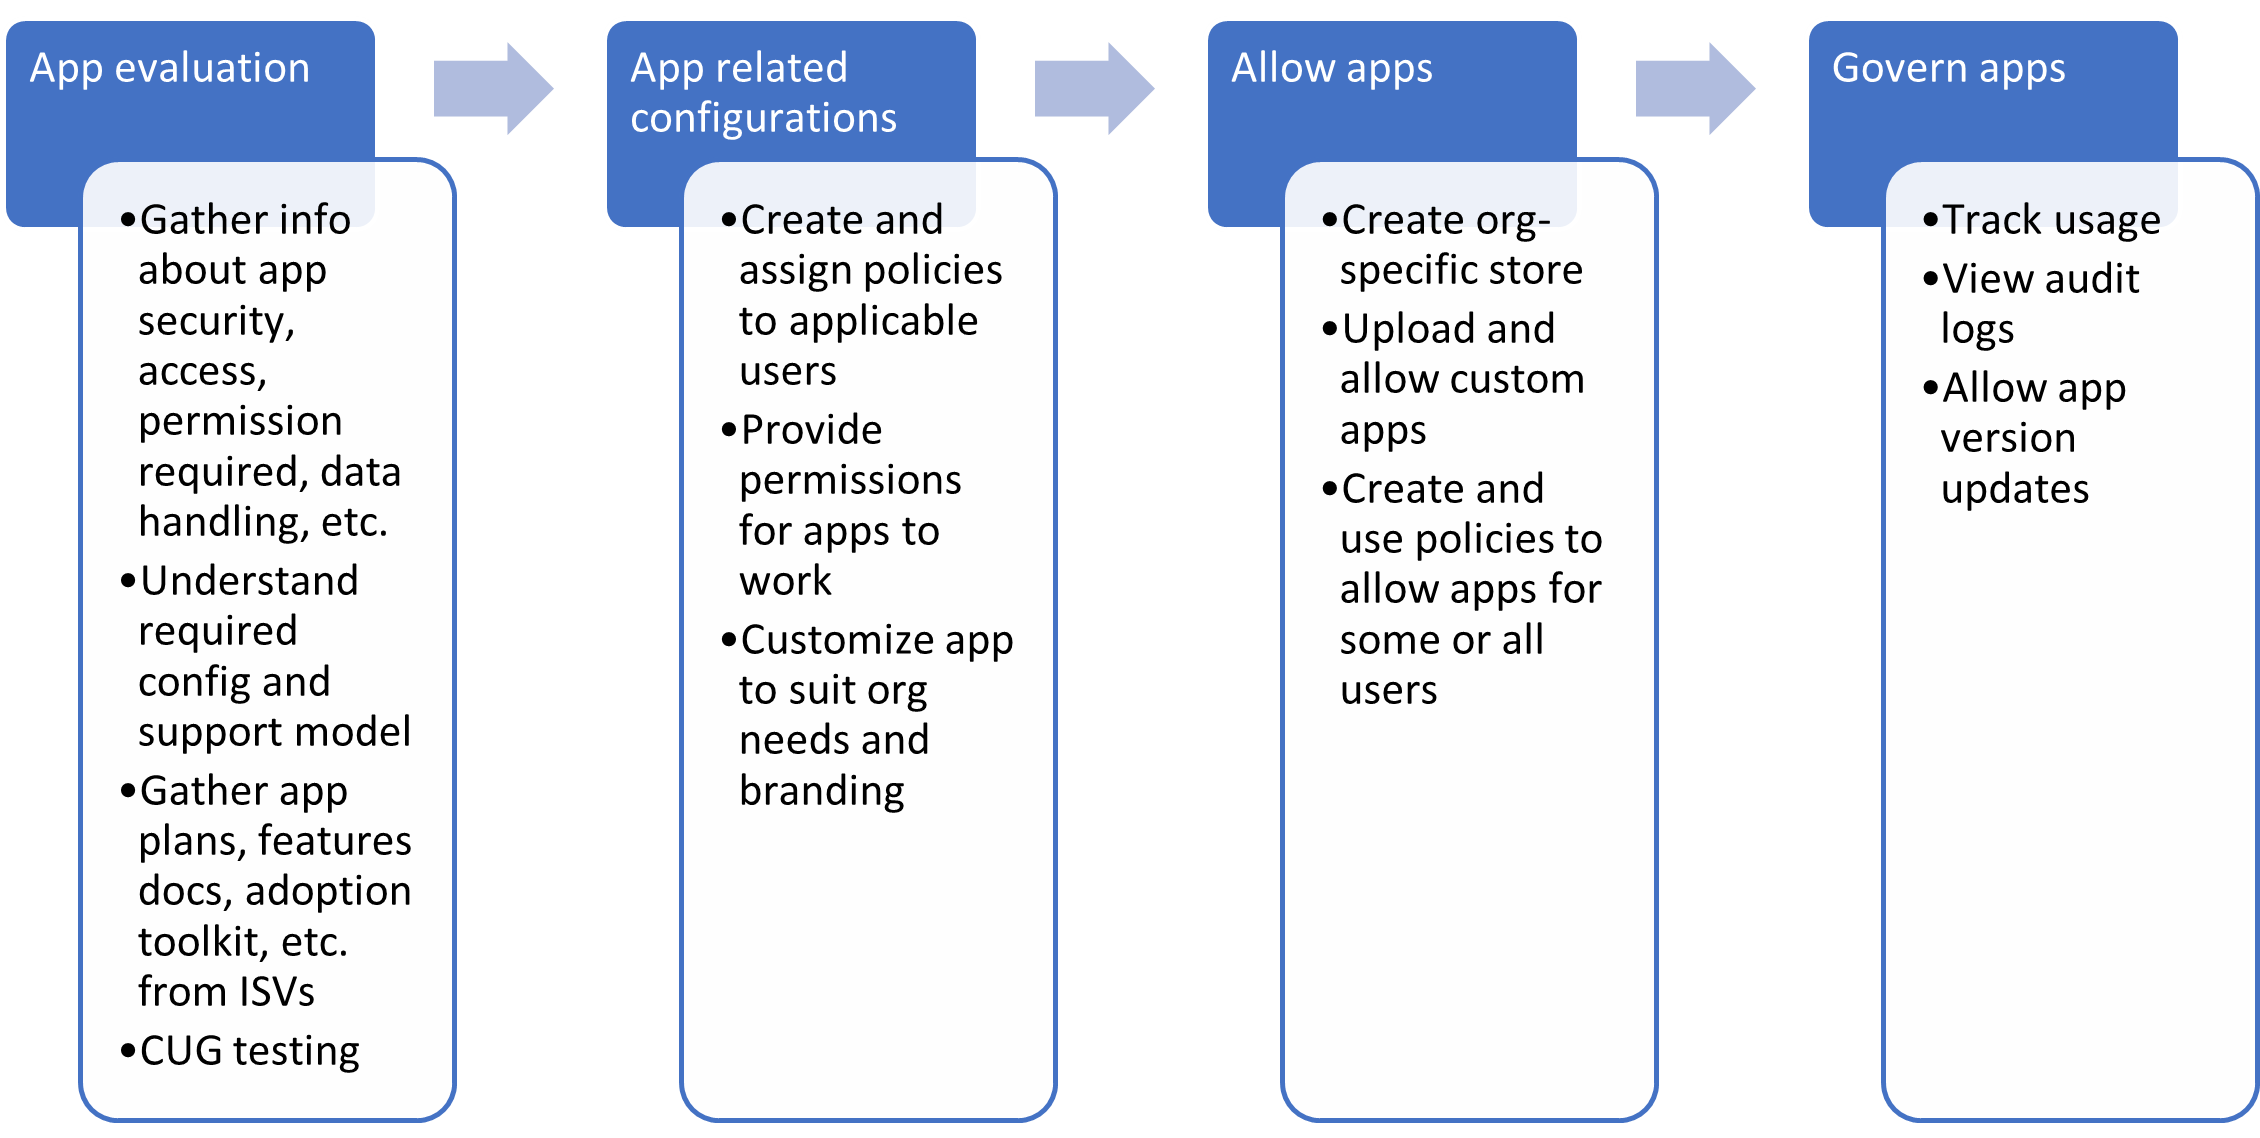 App evaluation
•Gather info
about app
security,
access,
permission
required, data
handling, etc.
•Understand
required
config and
support model
•Gather app
plans, features
docs, adoption
toolkit, etc.
from ISVs
•CUG testing
App related
configurations
•Create and
assign policies
to applicable
users
•Provide
permissions
for apps to
work
•Customize app
to suit org
needs and
branding
Allow apps
•Create org-
specific store
•Upload and
allow custom
apps
•Create and
use policies to
allow apps for
some or all
users
Govern apps
•Track usage
•View audit
logs
•Allow app
version
updates